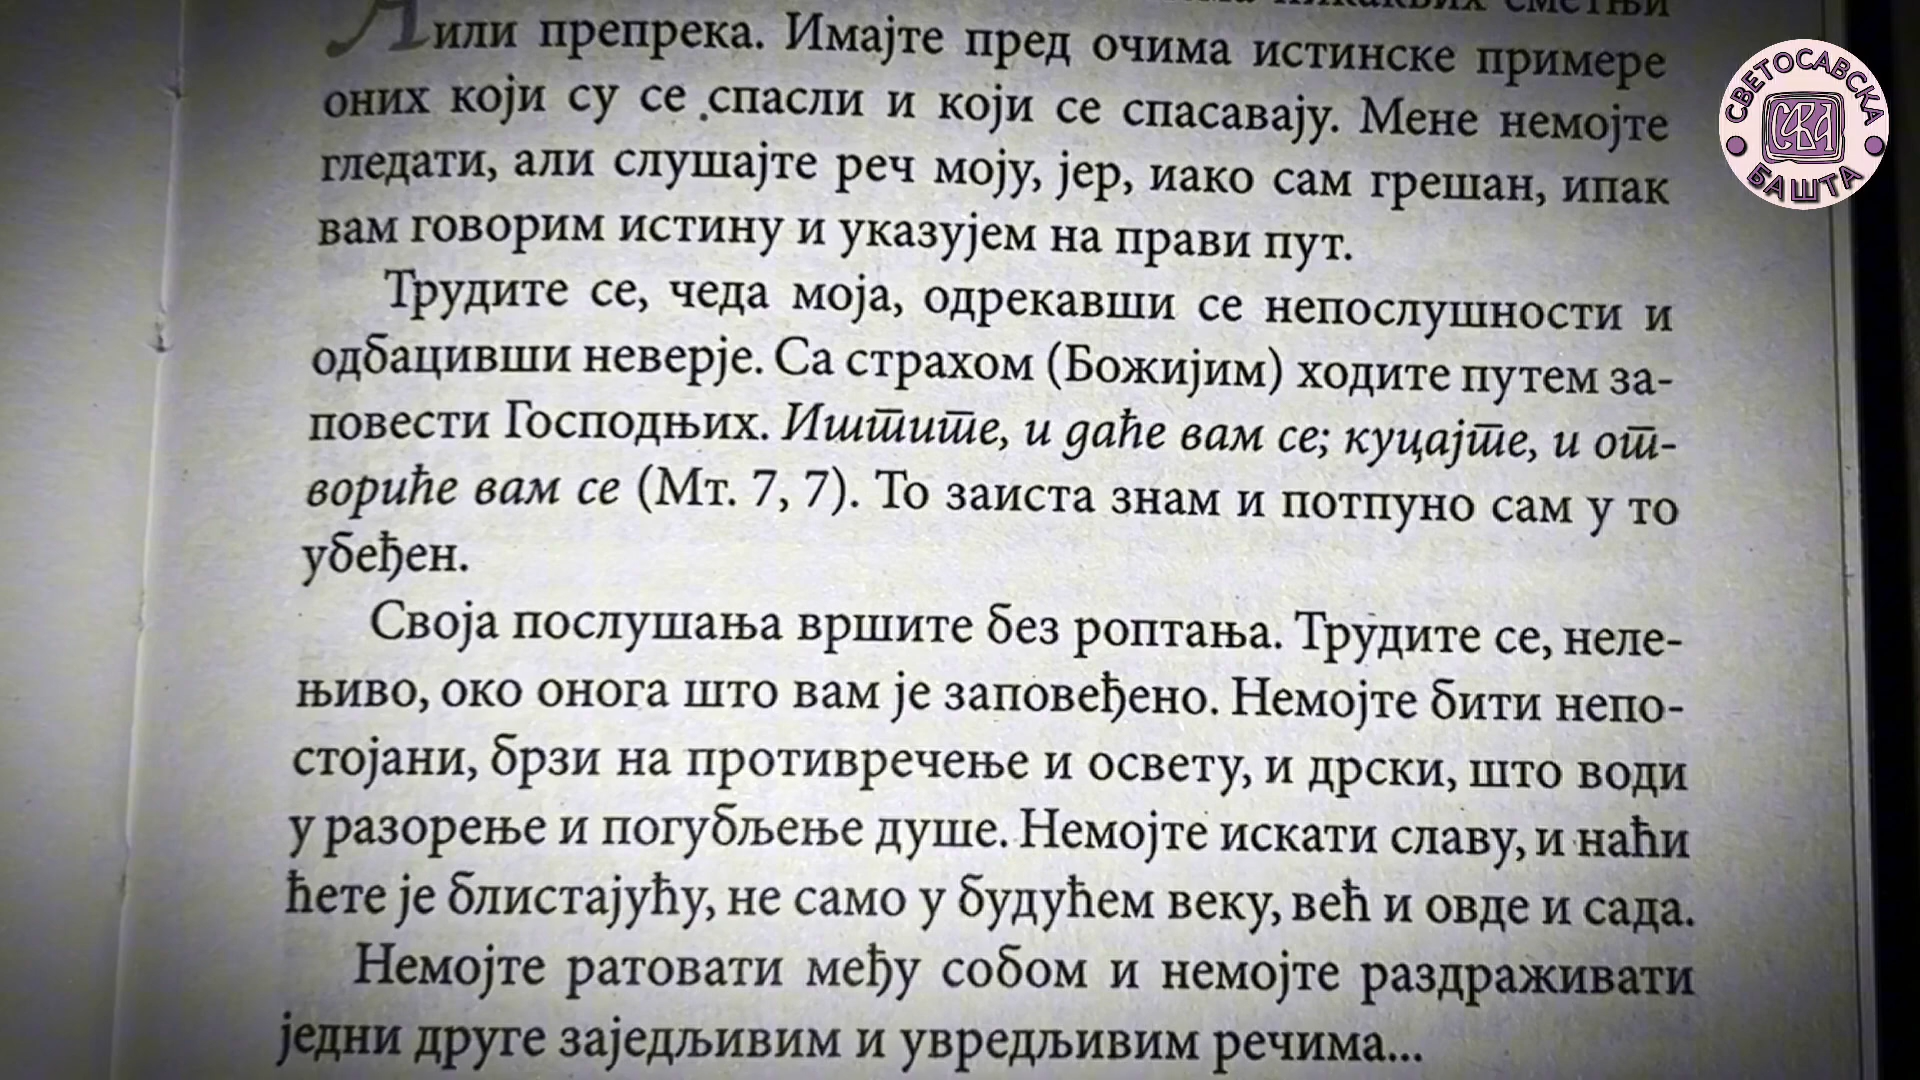 или препрека. Имајте пред очима истинске примере
оних који су се спасли и који се спасавају. Мене немојте
гледати, али слушајте реч моју, јер, иако сам грешан, ипак
вам говорим истину и указујем на прави пут.
Трудите се, чеда моја, одрекавши се непослушности и
одбацивши неверје. Са страхом (Божијим) ходите путем за-
повести Господњих. Иштите, и даће вам се; куцајте, и от-
вориће вам се (Мт. 7, 7). То заиста знам и потпуно сам у то
убеђен.
Своја послушања вршите без роптања. Трудите се, неле-
њиво, око онога што вам је заповеђено. Немојте бити непо-
стојани, брзи на противречење и освету, и дрски, што води
у разорење и погубљење душе. Немојте искати славу, и наћи
ћете је блистајућу, не само у будућем веку, већ и овде и сада.
Немојте ратовати међу собом и немојте раздраживати
једни друге заједљивим и увредљивим речима...
СВЕТОСАВСКА
БАШТА